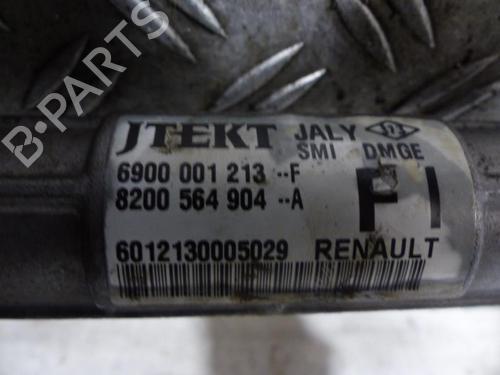 B-PARTS
JTEKT JALY
SMI DMGE
6900 001 213 --F
8200 564 904 --A
FI
6012130005029 RENAULT